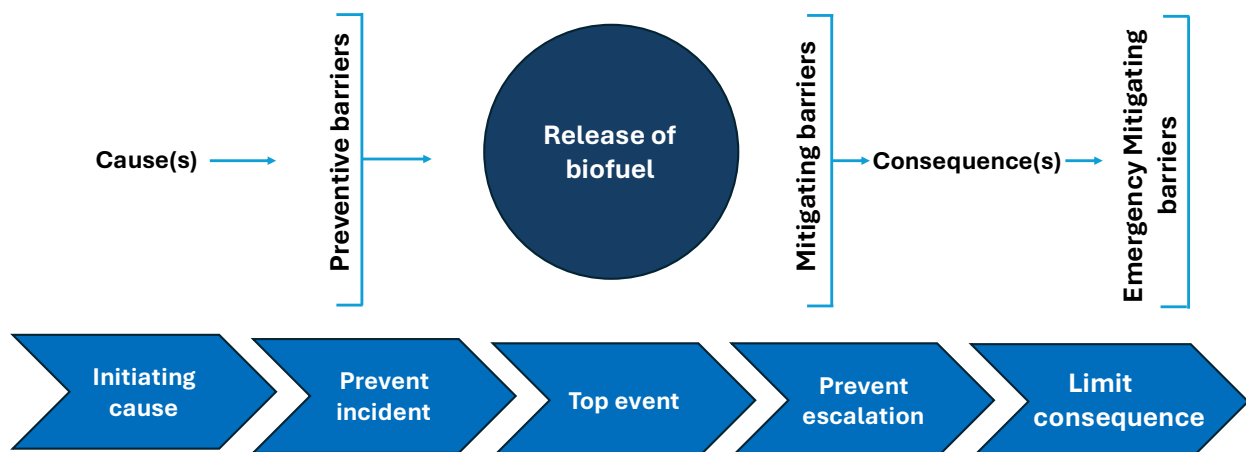 Cause(s)
Preventive barriers
Release of
biofuel
Mitigating barriers
Consequence(s)
Emergency Mitigating
barriers
Initiating
cause
Prevent
incident
Top event
Prevent
escalation
Limit
consequence